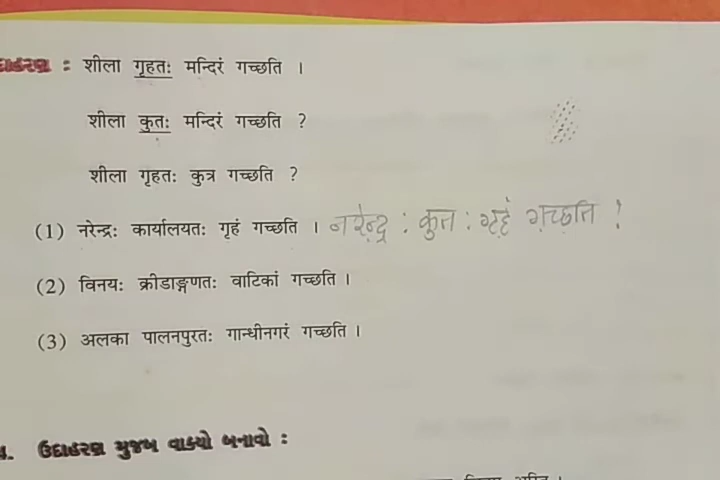 ઉદાહરણ : शीला गृहतः मन्दिरं गच्छति ।
शीला कुतः मन्दिरं गच्छति ?
शीला गृहतः कुत्र गच्छति ?
(1) नरेन्द्रः कार्यालयतः गृहं गच्छति । नरेन्द्र : कुत : गृहं गच्छति ?
(2) विनयः क्रीडाङ्गणतः वाटिकां गच्छति ।
(3) अलका पालनपुरतः गान्धीनगरं गच्छति ।
ઉદાહરણ મુજબ વાક્યો બનાવો :